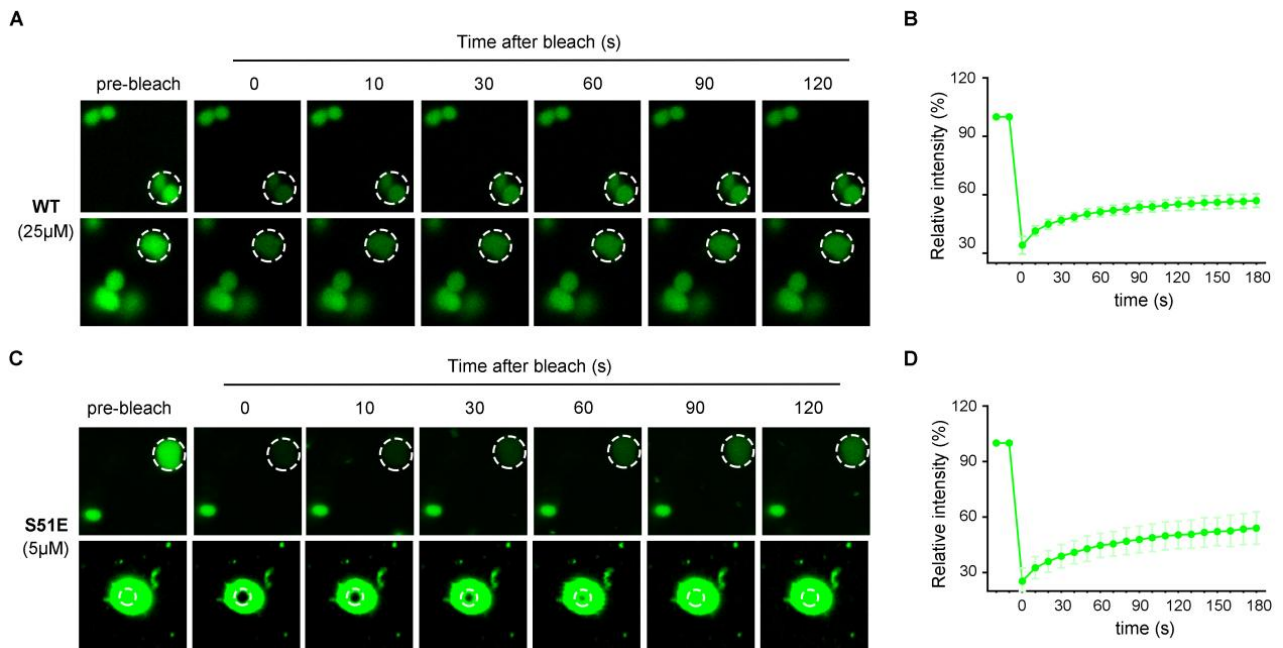 A
Time after bleach (s)
pre-bleach 0 10 30 60 90 120
WT
(25μM)
B
Relative intensity (%)
120
90
60
30
0 30 60 90 120 150 180
time (s)
C
Time after bleach (s)
pre-bleach 0 10 30 60 90 120
S51E
(5μM)
D
Relative intensity (%)
120
90
60
30
0 30 60 90 120 150 180
time (s)